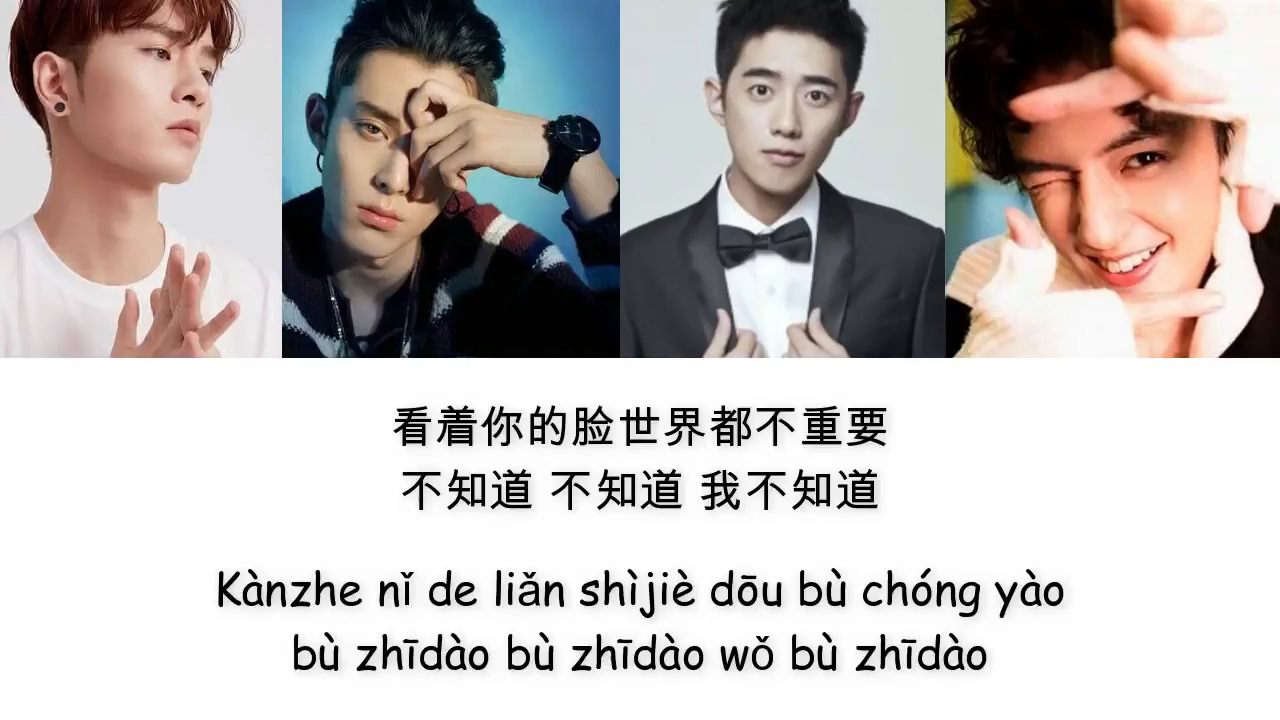 看着你的脸世界都不重要
不知道 不知道 我不知道
Kànzhe nǐ de liǎn shìjiè dōu bù chóng yào
bù zhīdào bù zhīdào wǒ bù zhīdào